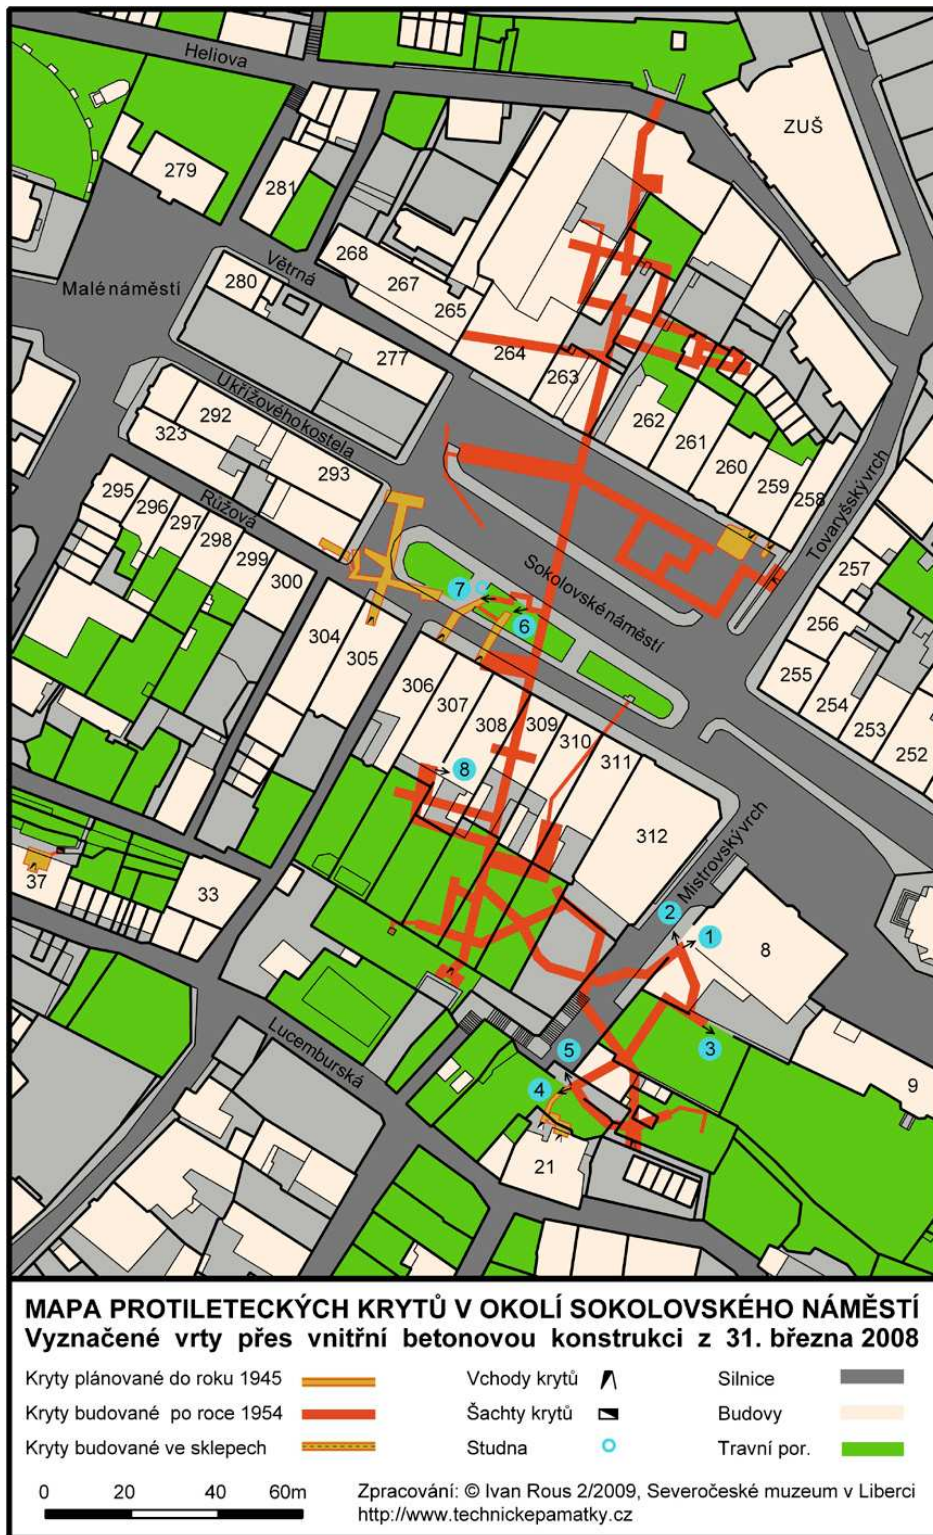 Heliova
ZUŠ
279
281
Větrná
268
267
265
Malé náměstí
280
277
264
263
262
261
260
259
258
Tovaryšský vrch
U křížového kostela
292
323
293
295
296
297
298
299
300
Růžová
Sokolovské náměstí
257
256
255
254
253
252
7
6
304
305
306
307
308
309
310
311
312
8
Mistrovský vrch
37
33
2
1
8
3
Lucemburská
5
4
9
21
MAPA PROTILETECKÝCH KRYTŮ V OKOLÍ SOKOLOVSKÉHO NÁMĚSTÍ
Vyznačené vrty přes vnitřní betonovou konstrukci z 31. března 2008
Kryty plánované do roku 1945
Vchody krytů
Silnice
Kryty budované po roce 1954
Šachty krytů
Budovy
Kryty budované ve sklepech
Studna
Travní por.
0 20 40 60m
Zpracování: © Ivan Rous 2/2009, Severočeské muzeum v Liberci
http://www.technickepamatky.cz